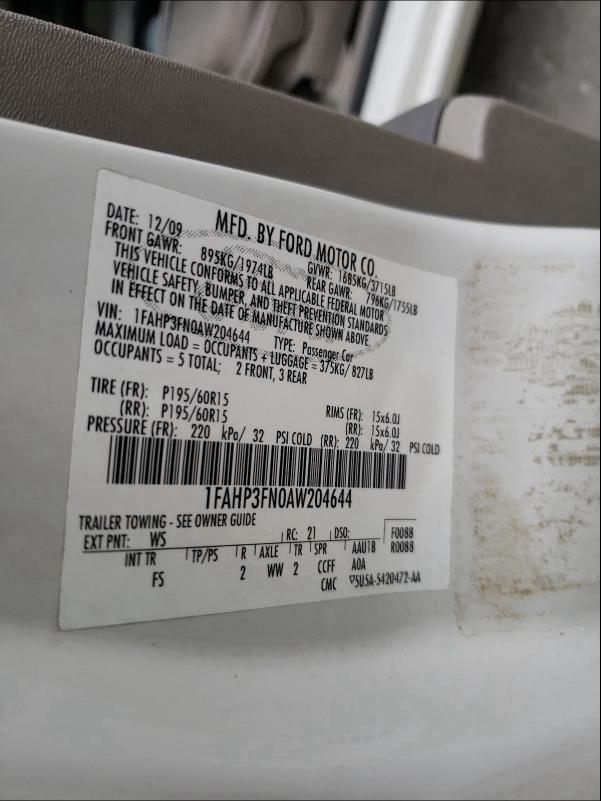 MFD. BY FORD MOTOR CO.
DATE: 12/09 GVWR: 1685KG/3715LB
FRONT GAWR: 895KG/1974LB REAR GAWR: 796KG/1755LB
THIS VEHICLE CONFORMS TO ALL APPLICABLE FEDERAL MOTOR
VEHICLE SAFETY, BUMPER, AND THEFT PREVENTION STANDARDS
IN EFFECT ON THE DATE OF MANUFACTURE SHOWN ABOVE.
VIN: 1FAHP3FN0AW204644 TYPE: Passenger Car
MAXIMUM LOAD = OCCUPANTS + LUGGAGE = 375KG/ 827LB
OCCUPANTS = 5 TOTAL; 2 FRONT, 3 REAR
TIRE (FR): P195/60R15 RIMS (FR): 15x6.0J
(RR): P195/60R15 (RR): 15x6.0J
PRESSURE (FR): 220 kPa/ 32 PSI COLD (RR): 220 kPa/ 32 PSI COLD
1FAHP3FN0AW204644
TRAILER TOWING - SEE OWNER GUIDE F0088
EXT PNT: WS RC: 21 DSO: R0088
INT TR TP/PS R AXLE TR SPR AAU1B
FS 2 WW 2 CCFF A0A
CMC ▽5U5A-5420472-AA